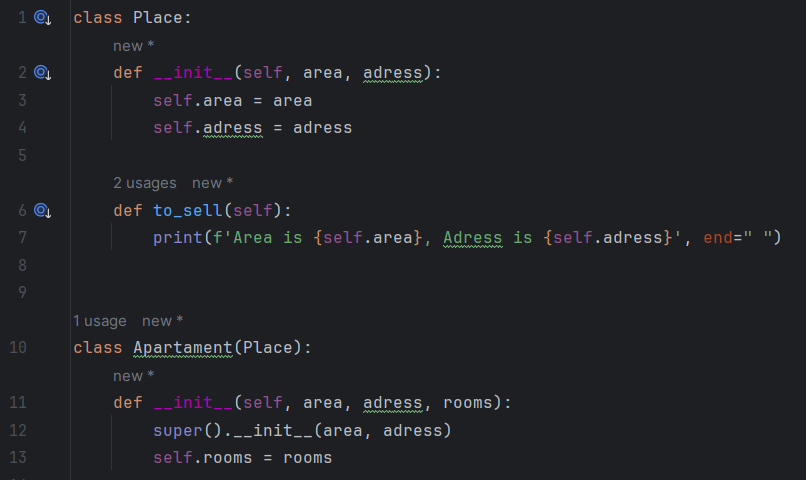 1 class Place:
new *
2 def __init__(self, area, adress):
3 self.area = area
4 self.adress = adress
5
2 usages new *
6 def to_sell(self):
7 print(f'Area is {self.area}, Adress is {self.adress}', end=" ")
8
9
1 usage new *
10 class Apartament(Place):
new *
11 def __init__(self, area, adress, rooms):
12 super().__init__(area, adress)
13 self.rooms = rooms